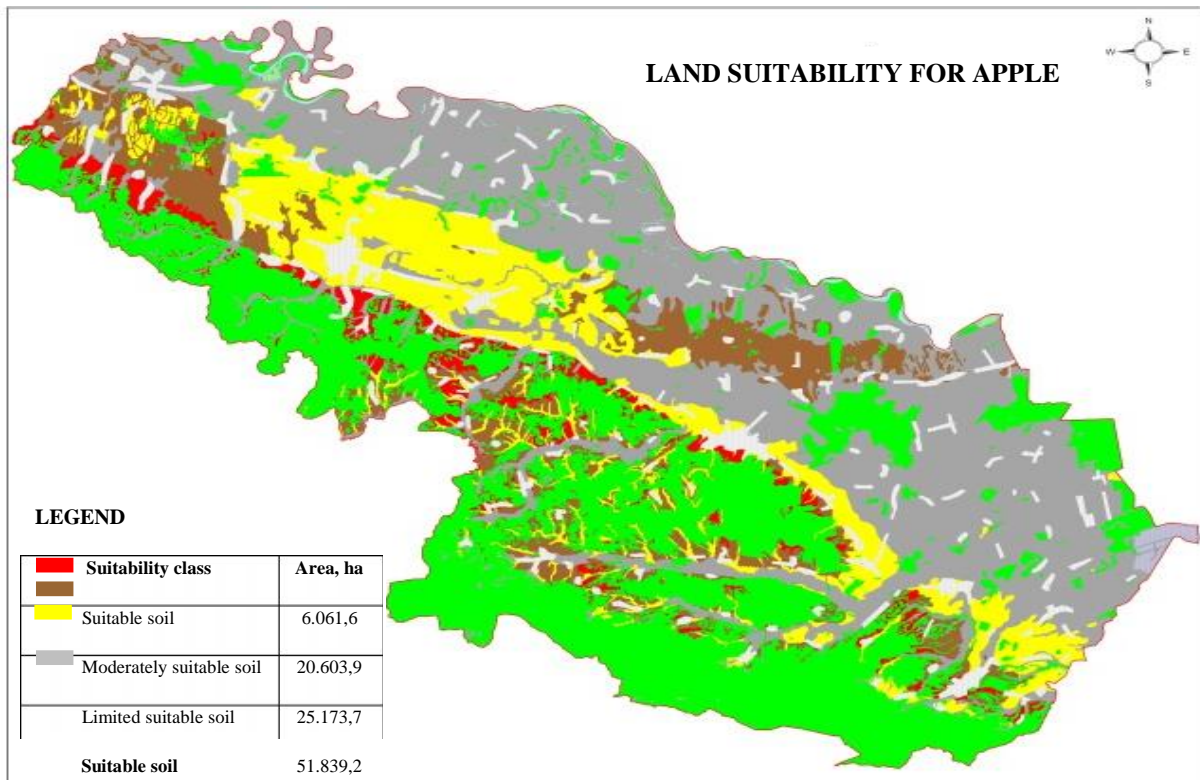 LAND SUITABILITY FOR APPLE
N
W E
S
LEGEND
Suitability class Area, ha
Suitable soil 6.061,6
Moderately suitable soil 20.603,9
Limited suitable soil 25.173,7
Suitable soil 51.839,2